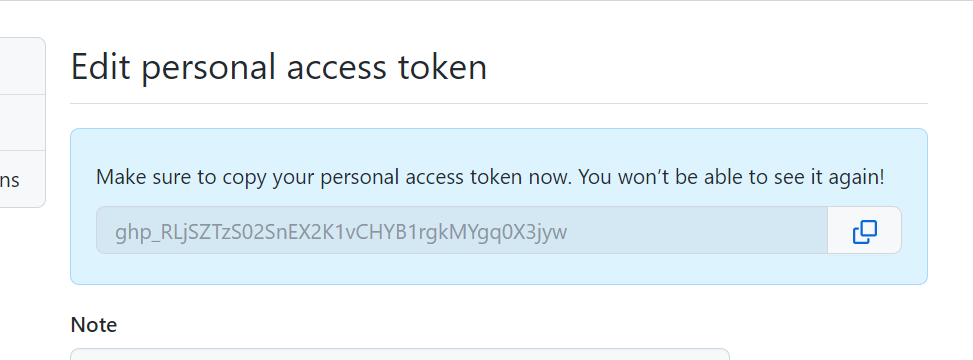 Edit personal access token
ns
Make sure to copy your personal access token now. You won’t be able to see it again!
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
Note